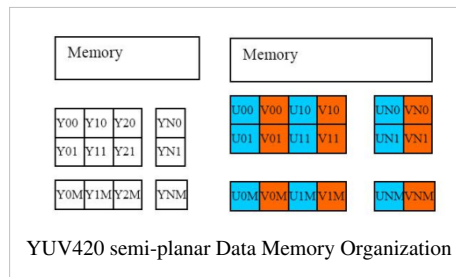 Memory Memory
Y00 Y10 Y20 YN0 U00 V00 U10 V10 UN0 VN0
Y01 Y11 Y21 YN1 U01 V01 U11 V11 UN1 VN1
Y0M Y1M Y2M YNM U0M V0M U1M V1M UNM VNM
YUV420 semi-planar Data Memory Organization